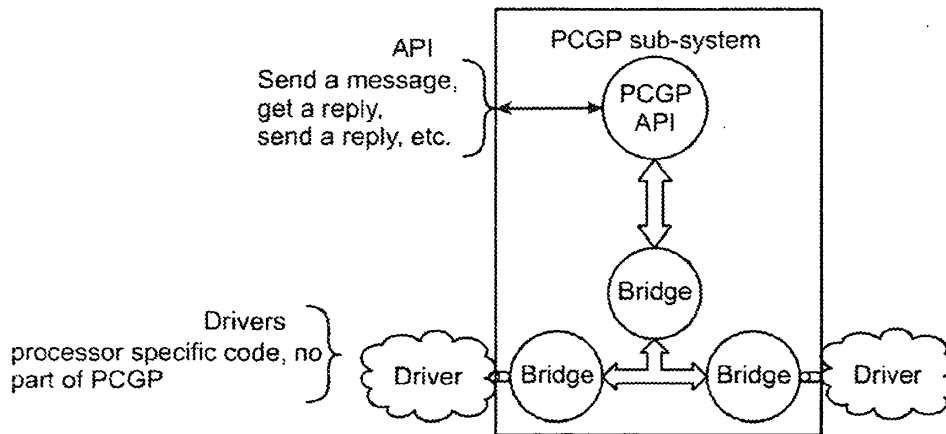 API
Send a message,
get a reply,
send a reply, etc.
PCGP sub-system
PCGP
API
Bridge
Drivers
processor specific code, no
part of PCGP
Driver
Bridge
Bridge
Driver